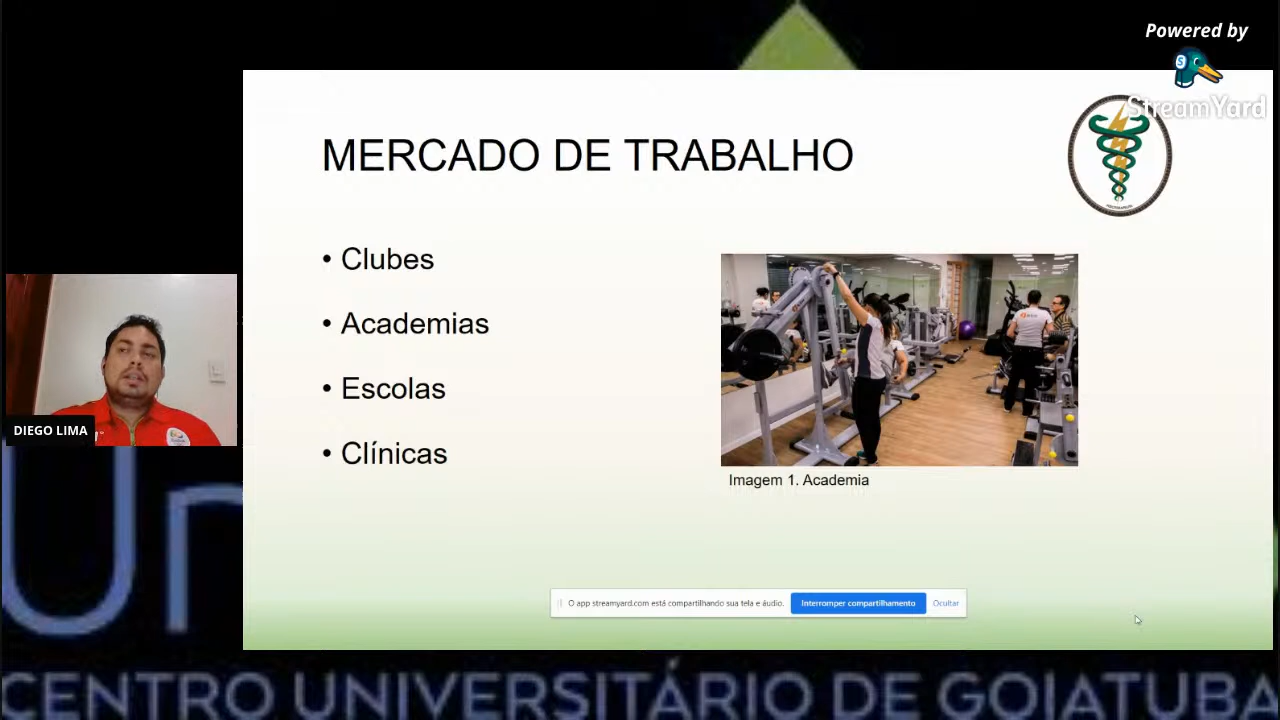 Powered by
StreamYard
MERCADO DE TRABALHO
• Clubes
• Academias
• Escolas
• Clínicas
Imagem 1. Academia
DIEGO LIMA
O app streamyard.com está compartilhando sua tela e áudio.
Interromper compartilhamento
Ocultar
Un
CENTRO UNIVERSITÁRIO DE GOIATUBA